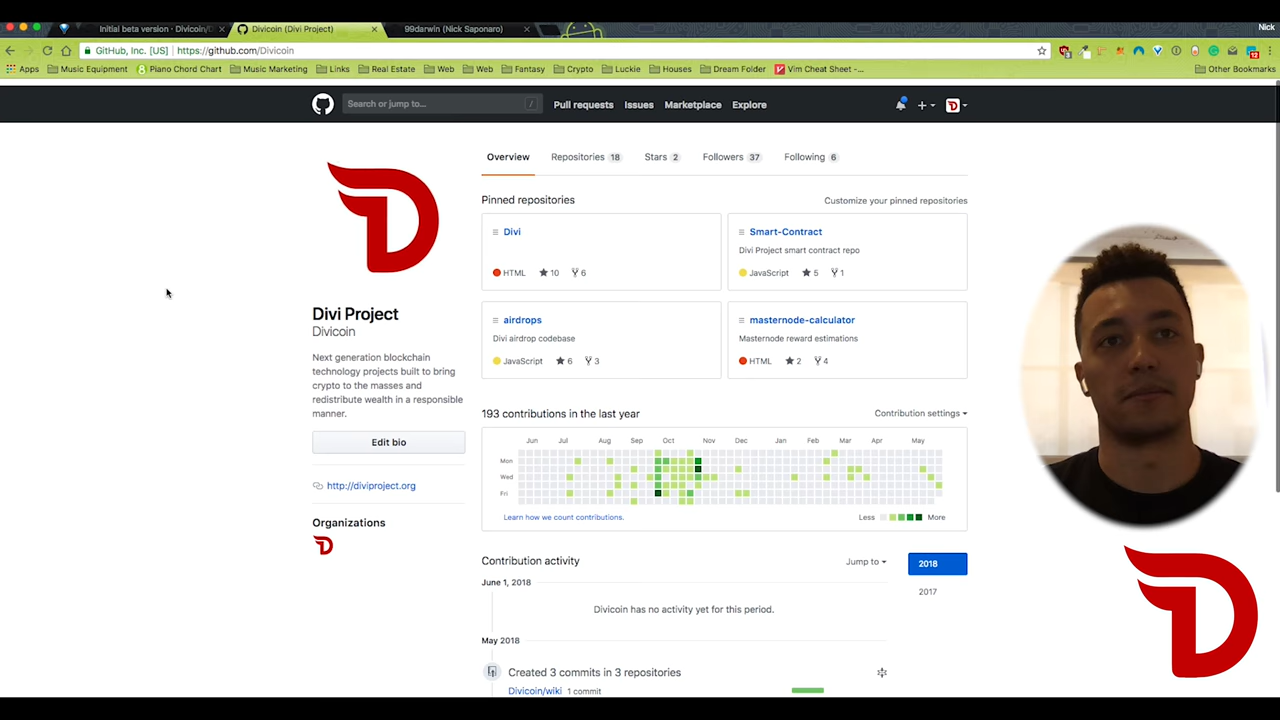 Initial beta version · Divicoin/D
Divicoin (Divi Project)
99darwin (Nick Saponaro)
Nick
GitHub, Inc. [US]
https://github.com/Divicoin
Apps
Music Equipment
Piano Chord Chart
Music Marketing
Links
Real Estate
Web
Web
Fantasy
Crypto
Luckie
Houses
Dream Folder
Vim Cheat Sheet -...
Other Bookmarks
Search or jump to...
/
Pull requests
Issues
Marketplace
Explore
Overview
Repositories 18
Stars 2
Followers 37
Following 6
Pinned repositories
Customize your pinned repositories
Divi
HTML 10 6
Smart-Contract
Divi Project smart contract repo
JavaScript 5 1
airdrops
Divi airdrop codebase
JavaScript 6 3
masternode-calculator
Masternode reward estimations
HTML 2 4
Divi Project
Divicoin
Next generation blockchain
technology projects built to bring
crypto to the masses and
redistribute wealth in a responsible
manner.
Edit bio
http://diviproject.org
Organizations
193 contributions in the last year
Contribution settings
Jun Jul Aug Sep Oct Nov Dec Jan Feb Mar Apr May
Mon
Wed
Fri
Learn how we count contributions.
Less More
Contribution activity
Jump to
2018
2017
June 1, 2018
Divicoin has no activity yet for this period.
May 2018
Created 3 commits in 3 repositories
Divicoin/wiki 1 commit